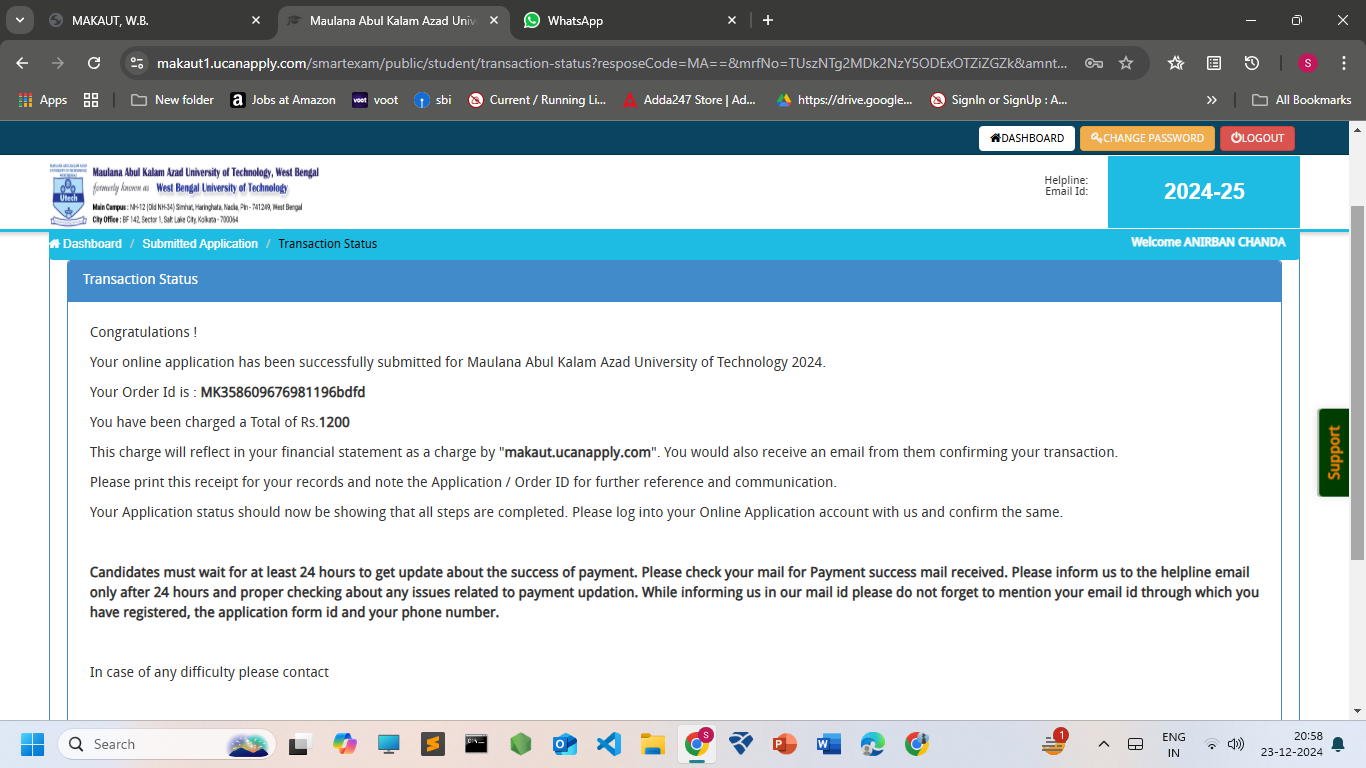 MAKAUT, W.B.
Maulana Abul Kalam Azad Univ
WhatsApp
makaut1.ucanapply.com/smartexam/public/student/transaction-status?resposeCode=MA==&mrfNo=TUszNTg2MDk2NzY5ODExOTZiZGZk&amnt...
Apps
New folder
Jobs at Amazon
voot
sbi
Current / Running Li...
Adda247 Store | Ad...
https://drive.google...
SignIn or SignUp : A...
All Bookmarks
DASHBOARD
CHANGE PASSWORD
LOGOUT
Maulana Abul Kalam Azad University of Technology, West Bengal
formerly known as West Bengal University of Technology
Main Campus : NH-12 (Old NH-34) Simhat, Haringhata, Nadia, Pin - 741249, West Bengal
City Office : BF 142, Sector 1, Salt Lake City, Kolkata - 700064
Utech
Helpline:
Email Id:
2024-25
Dashboard / Submitted Application / Transaction Status
Welcome ANIRBAN CHANDA
Transaction Status
Congratulations !
Your online application has been successfully submitted for Maulana Abul Kalam Azad University of Technology 2024.
Your Order Id is : MK358609676981196bdfd
You have been charged a Total of Rs.1200
This charge will reflect in your financial statement as a charge by "makaut.ucanapply.com". You would also receive an email from them confirming your transaction.
Please print this receipt for your records and note the Application / Order ID for further reference and communication.
Your Application status should now be showing that all steps are completed. Please log into your Online Application account with us and confirm the same.
Candidates must wait for at least 24 hours to get update about the success of payment. Please check your mail for Payment success mail received. Please inform us to the helpline email
only after 24 hours and proper checking about any issues related to payment updation. While informing us in our mail id please do not forget to mention your email id through which you
have registered, the application form id and your phone number.
In case of any difficulty please contact
Support
Search
ENG
IN
20:58
23-12-2024